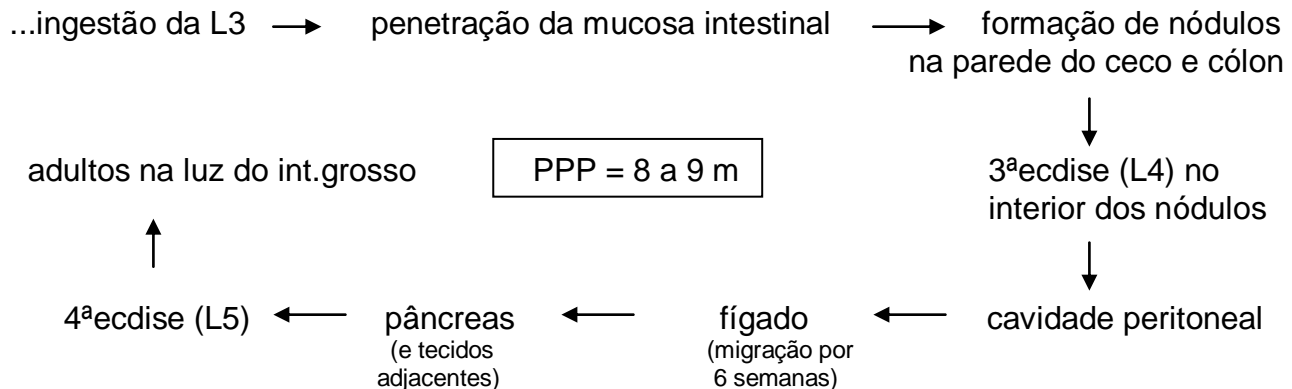 ...ingestão da L3 penetração da mucosa intestinal formação de nódulos
na parede do ceco e cólon
adultos na luz do int.grosso PPP = 8 a 9 m 3ªecdise (L4) no
interior dos nódulos
4ªecdise (L5) pâncreas fígado cavidade peritoneal
(e tecidos (migração por
adjacentes) 6 semanas)